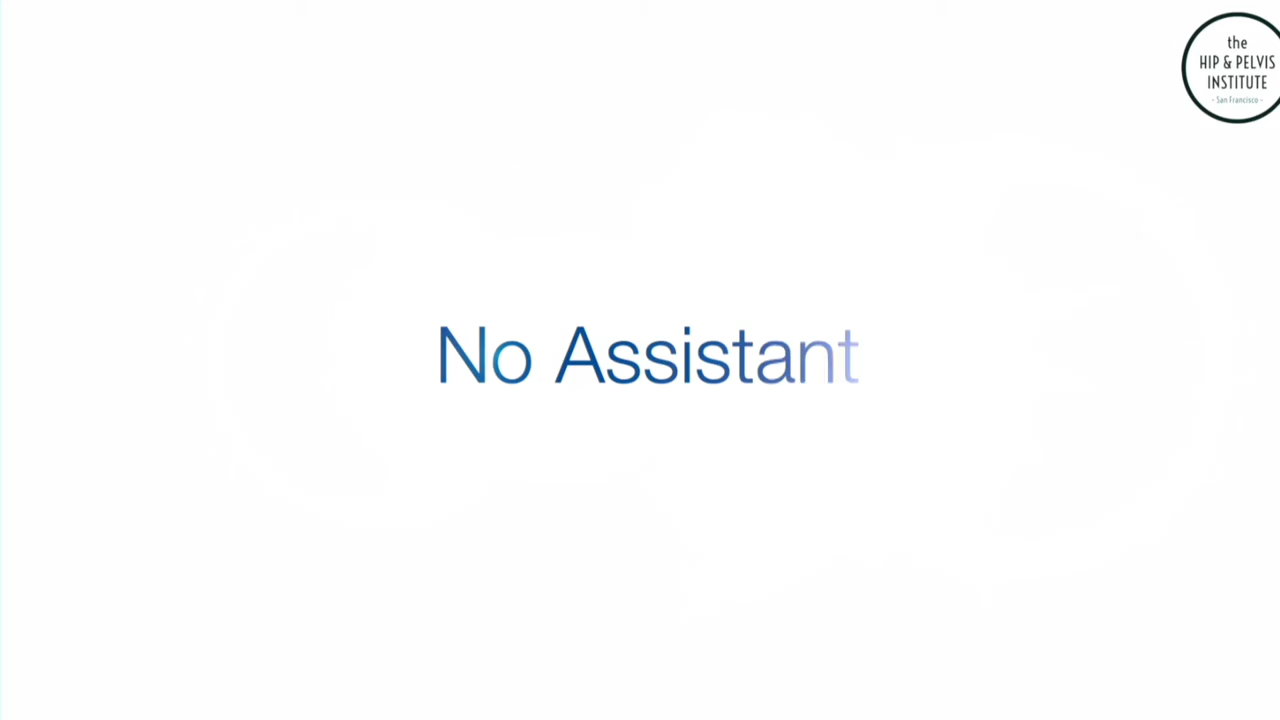 the
HIP & PELVIS
INSTITUTE
- San Francisco -
No Assistant